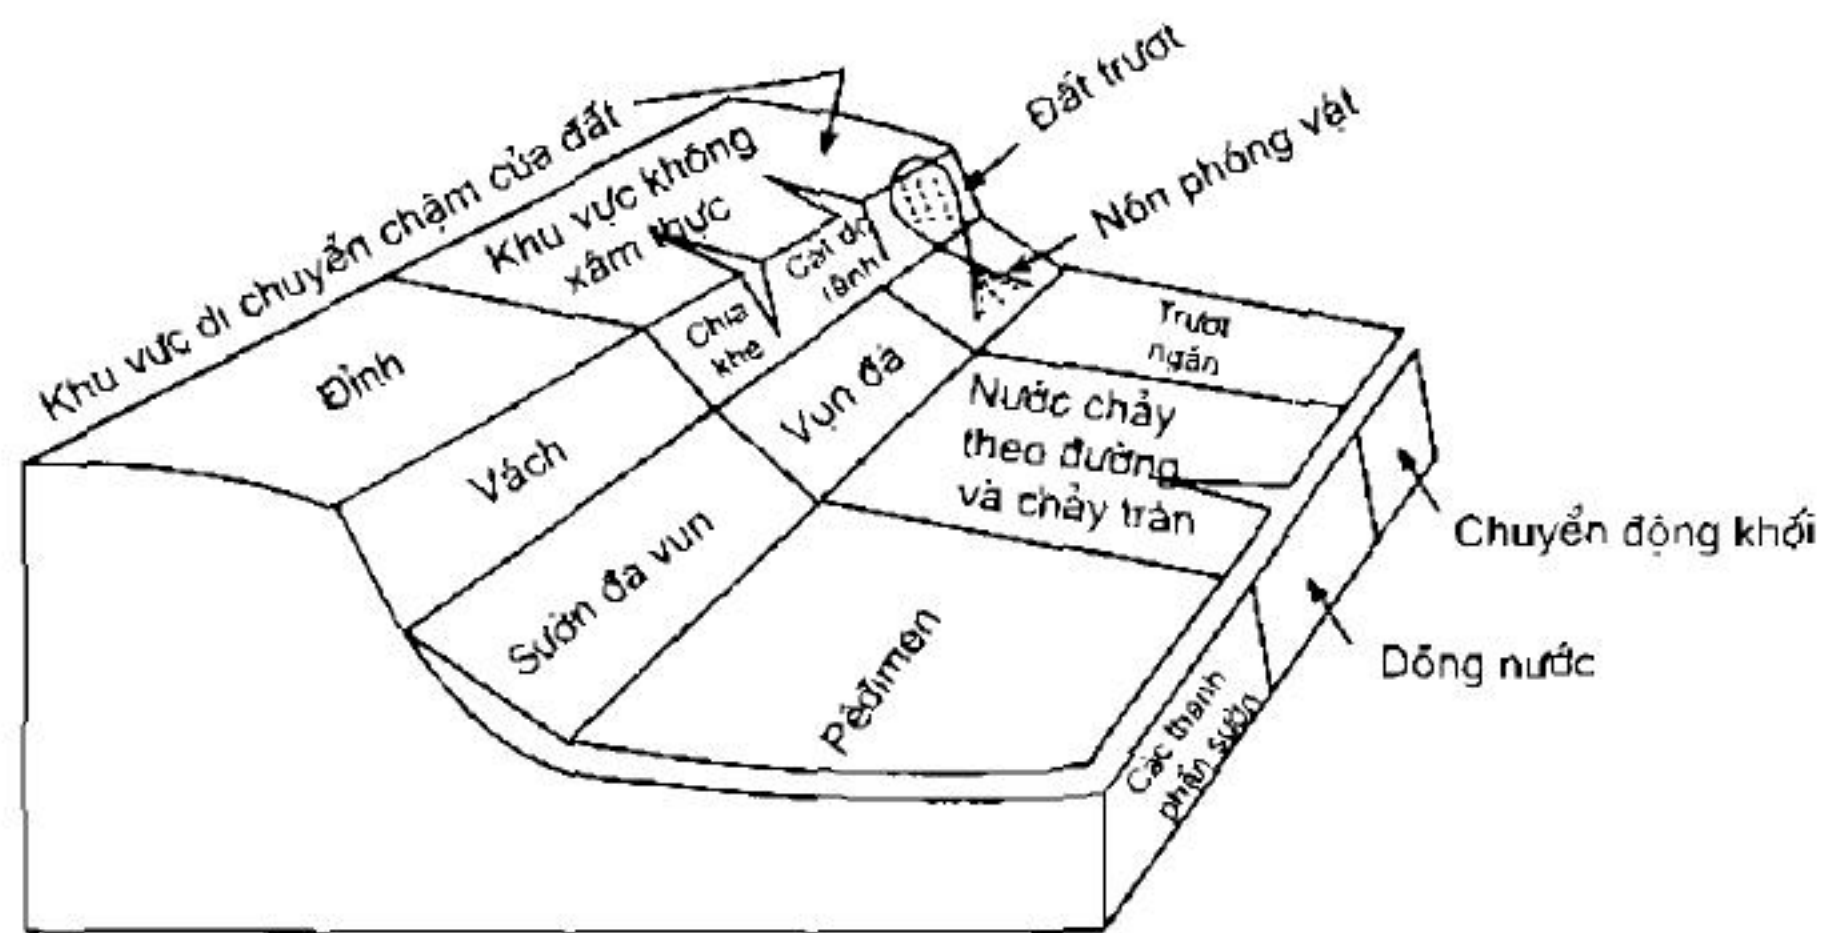 Khu vực di chuyển chậm của đất
Đất trượt
Nón phóng vật
Khu vực không
xâm thực
Chia
khe
rãnh
Đỉnh
Vách
Sườn đá vun
Vụn đá
Trượt
ngắn
Nước chảy
theo đường
và chảy tràn
Pêđimen
Chuyển động khối
Dòng nước
Các thành
phần sườn